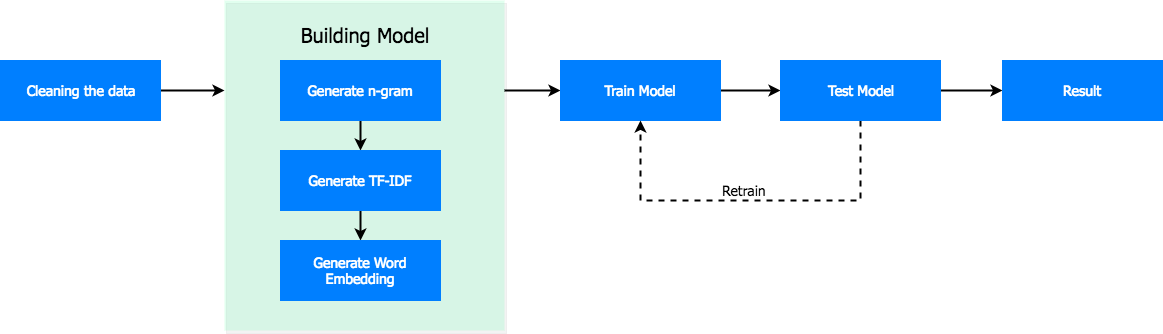 Building Model
Cleaning the data
Generate n-gram
Generate TF-IDF
Generate Word
Embedding
Train Model
Test Model
Result
Retrain